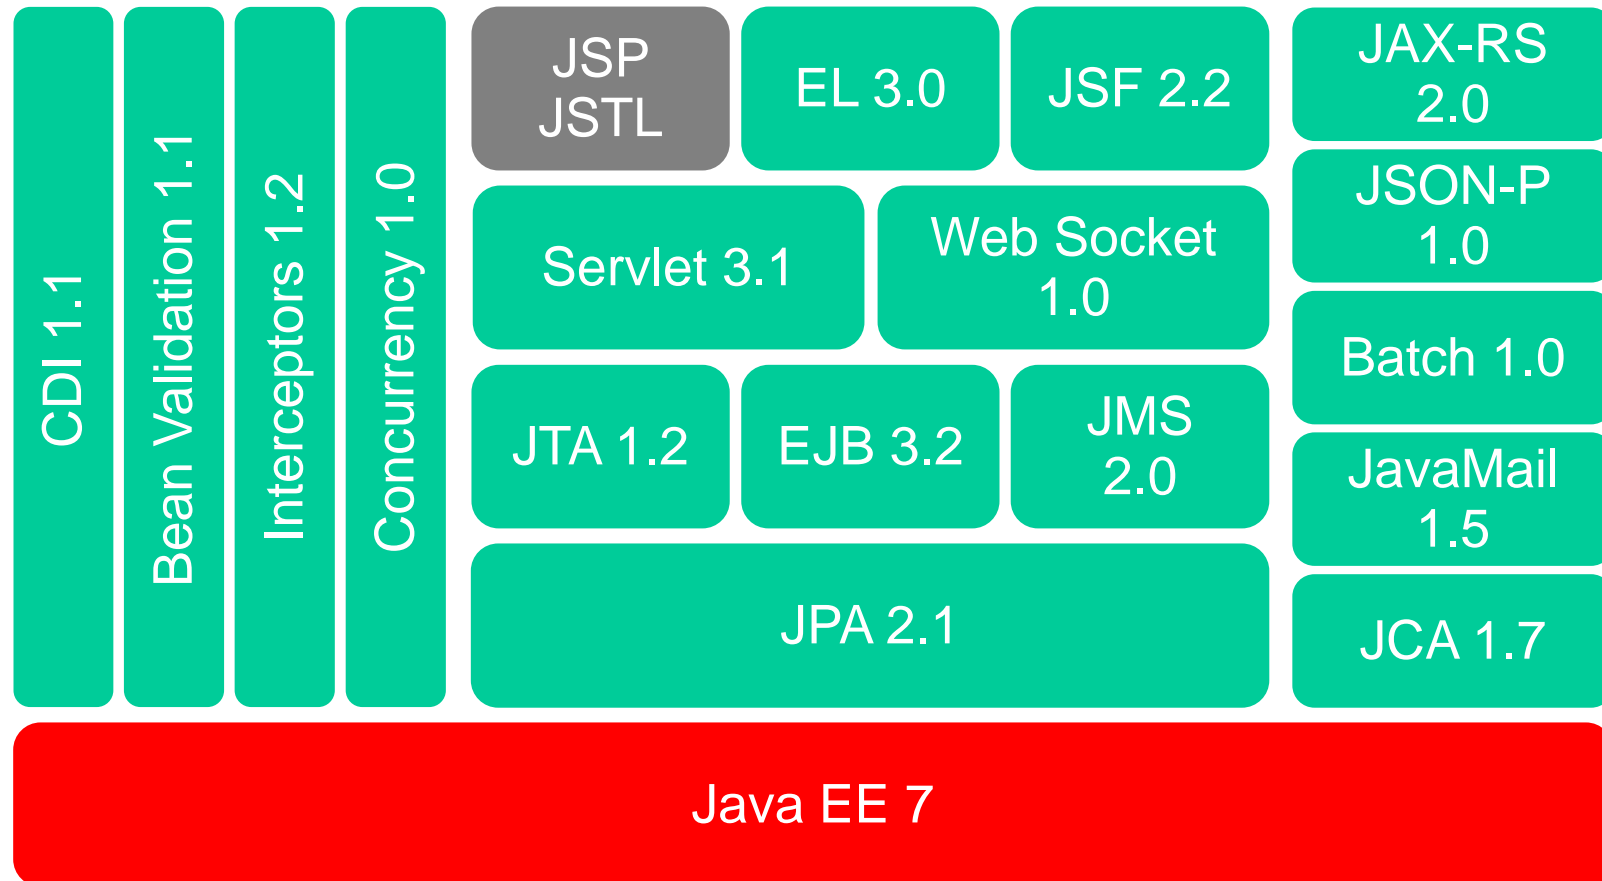 CDI 1.1
Bean Validation 1.1
Interceptors 1.2
Concurrency 1.0
JSP
JSTL
EL 3.0
JSF 2.2
Servlet 3.1
Web Socket
1.0
JTA 1.2
EJB 3.2
JMS
2.0
JPA 2.1
JAX-RS
2.0
JSON-P
1.0
Batch 1.0
JavaMail
1.5
JCA 1.7
Java EE 7